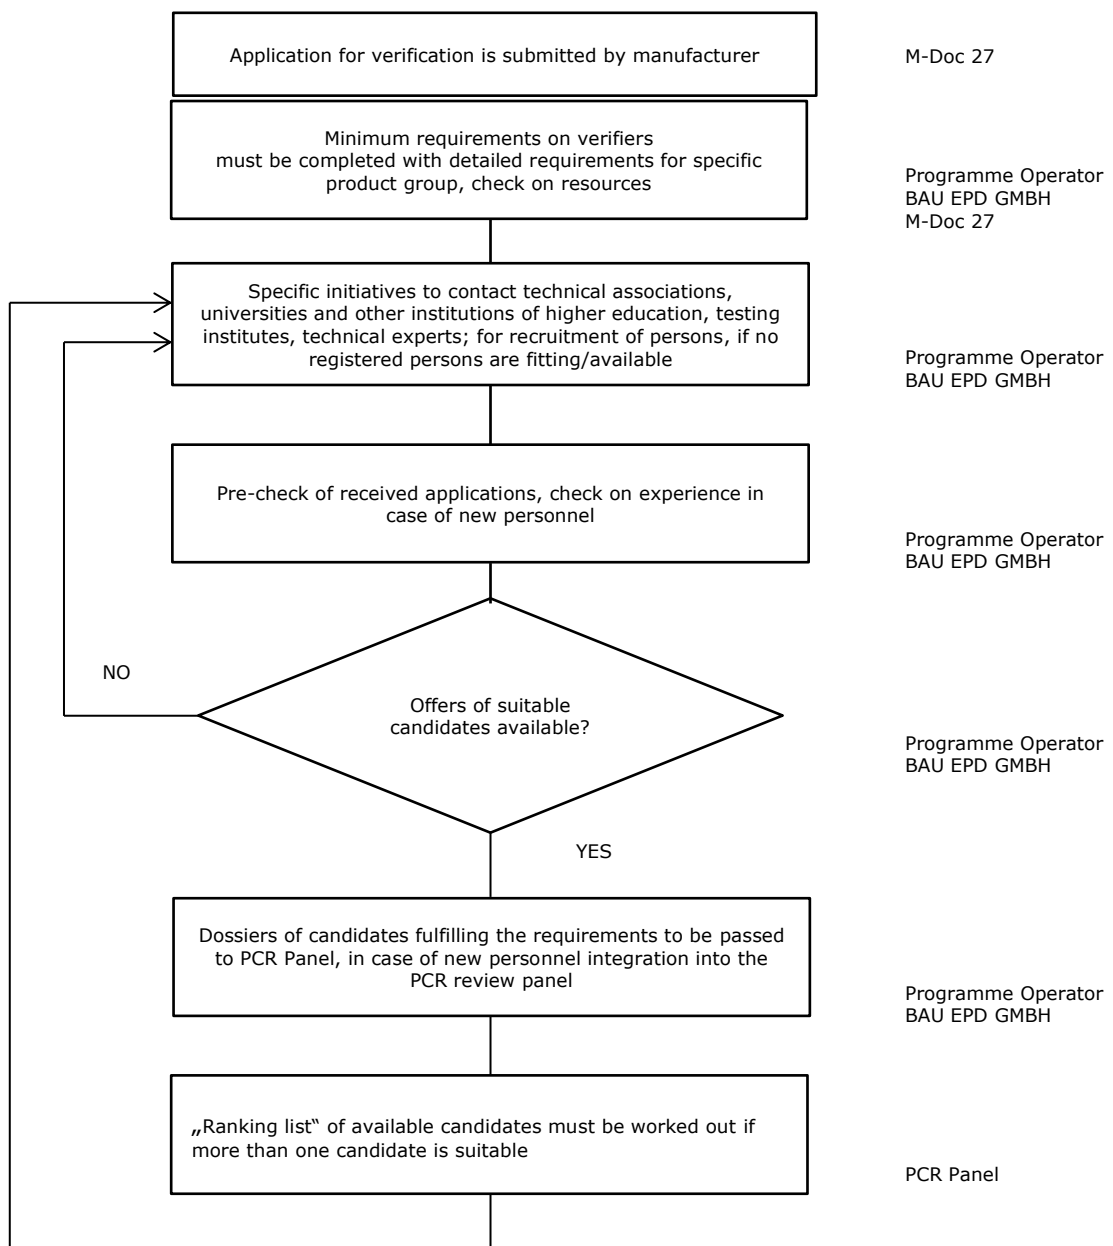 Application for verification is submitted by manufacturer
M-Doc 27
Minimum requirements on verifiers
must be completed with detailed requirements for specific
product group, check on resources
Programme Operator
BAU EPD GMBH
M-Doc 27
Specific initiatives to contact technical associations,
universities and other institutions of higher education, testing
institutes, technical experts; for recruitment of persons, if no
registered persons are fitting/available
Programme Operator
BAU EPD GMBH
Pre-check of received applications, check on experience in
case of new personnel
Programme Operator
BAU EPD GMBH
NO
Offers of suitable
candidates available?
Programme Operator
BAU EPD GMBH
YES
Dossiers of candidates fulfilling the requirements to be passed
to PCR Panel, in case of new personnel integration into the
PCR review panel
Programme Operator
BAU EPD GMBH
„Ranking list“ of available candidates must be worked out if
more than one candidate is suitable
PCR Panel